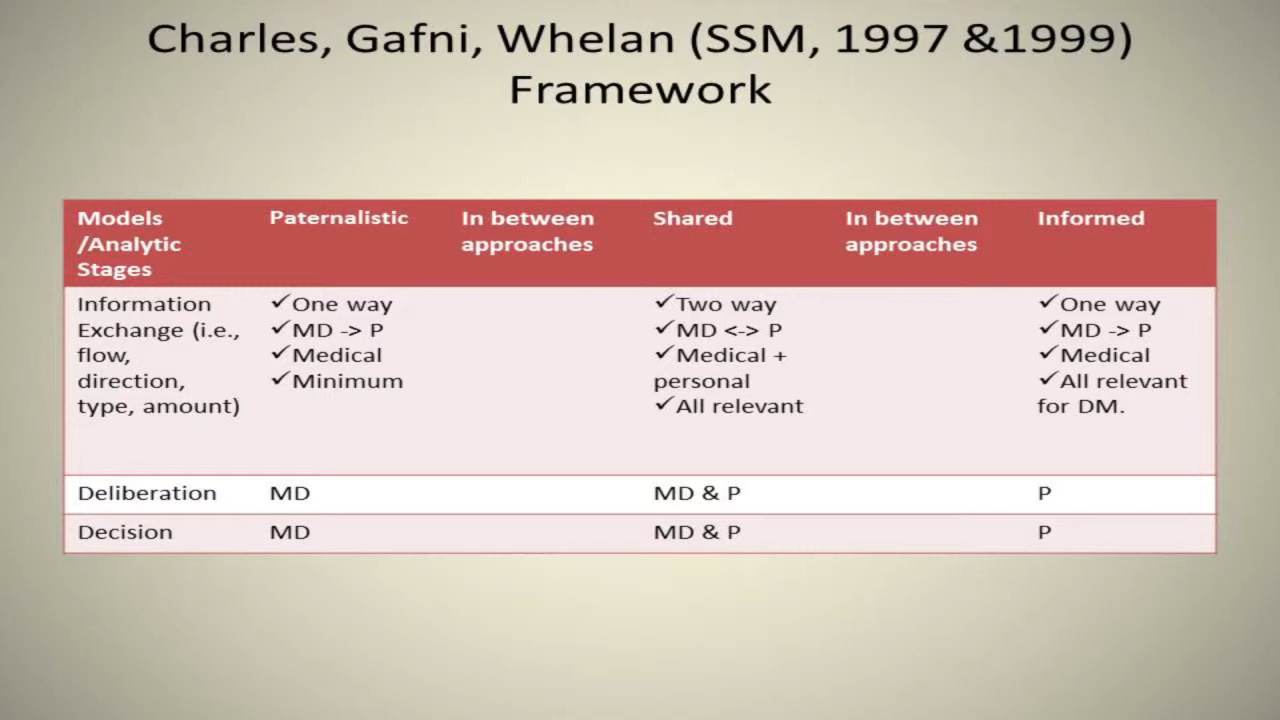 Charles, Gafni, Whelan (SSM, 1997 &1999)
Framework
Models
/Analytic
Stages
Paternalistic
In between
approaches
Shared
In between
approaches
Informed
Information
Exchange (i.e.,
flow,
direction,
type, amount)
✓One way
✓MD -> P
✓Medical
✓Minimum
✓Two way
✓MD <-> P
✓Medical +
personal
✓All relevant
✓One way
✓MD -> P
✓Medical
✓All relevant
for DM.
Deliberation
MD
MD & P
P
Decision
MD
MD & P
P